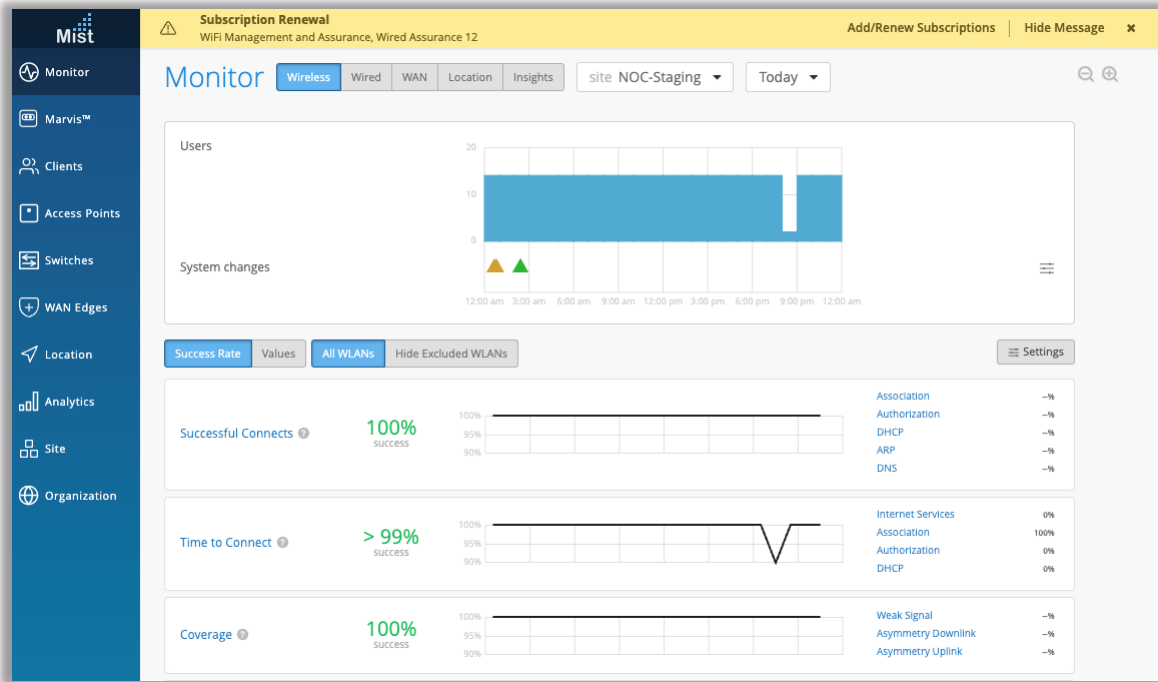 Mist
Subscription Renewal
WiFi Management and Assurance, Wired Assurance 12
Add/Renew Subscriptions
Hide Message
Monitor
Marvis™
Clients
Access Points
Switches
WAN Edges
Location
Analytics
Site
Organization
Monitor
Wireless
Wired
WAN
Location
Insights
site NOC-Staging
Today
Users
20
10
0
System changes
12:00 am 3:00 am 6:00 am 9:00 am 12:00 pm 3:00 pm 6:00 pm 9:00 pm 12:00 am
Success Rate
Values
All WLANs
Hide Excluded WLANs
Settings
Successful Connects ?
100%
success
100%
95%
90%
Association --%
Authorization --%
DHCP --%
ARP --%
DNS --%
Time to Connect ?
> 99%
success
100%
95%
90%
Internet Services 0%
Association 100%
Authorization 0%
DHCP 0%
Coverage ?
100%
success
100%
95%
90%
Weak Signal --%
Asymmetry Downlink --%
Asymmetry Uplink --%